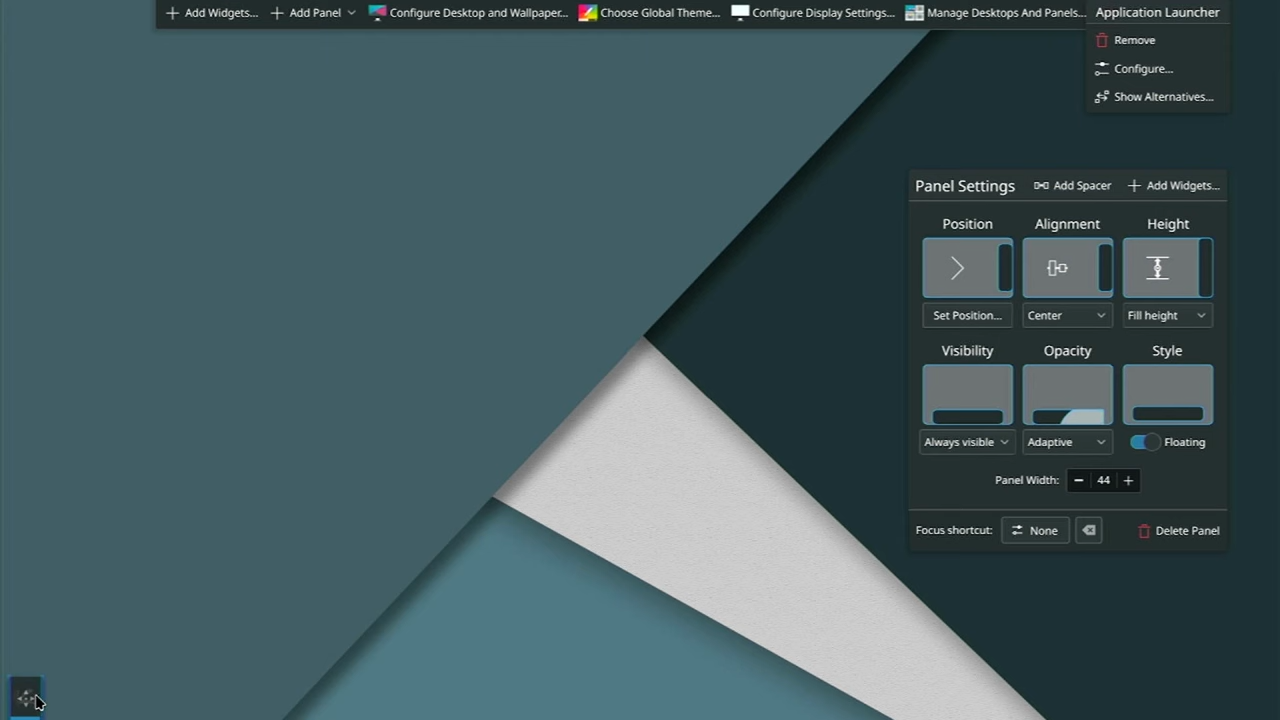 Add Widgets... Add Panel Configure Desktop and Wallpaper... Choose Global Theme... Configure Display Settings... Manage Desktops And Panels... Application Launcher
Remove
Configure...
Show Alternatives...
Panel Settings Add Spacer Add Widgets...
Position Alignment Height
Set Position... Center Fill height
Visibility Opacity Style
Always visible Adaptive Floating
Panel Width: 44
Focus shortcut: None Delete Panel